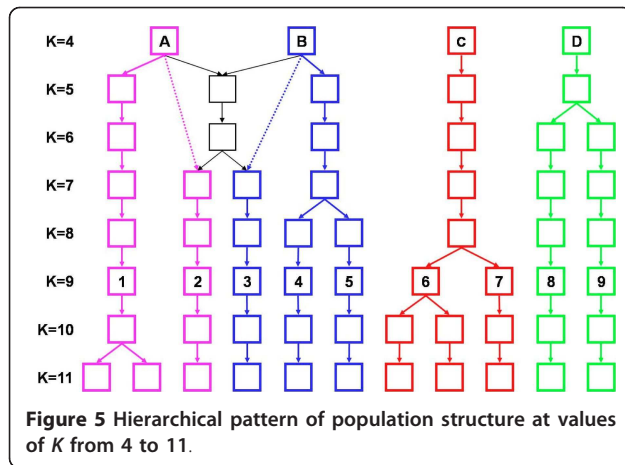 K=4 A B C D
K=5
K=6
K=7
K=8
K=9 1 2 3 4 5 6 7 8 9
K=10
K=11
Figure 5 Hierarchical pattern of population structure at values
of K from 4 to 11.